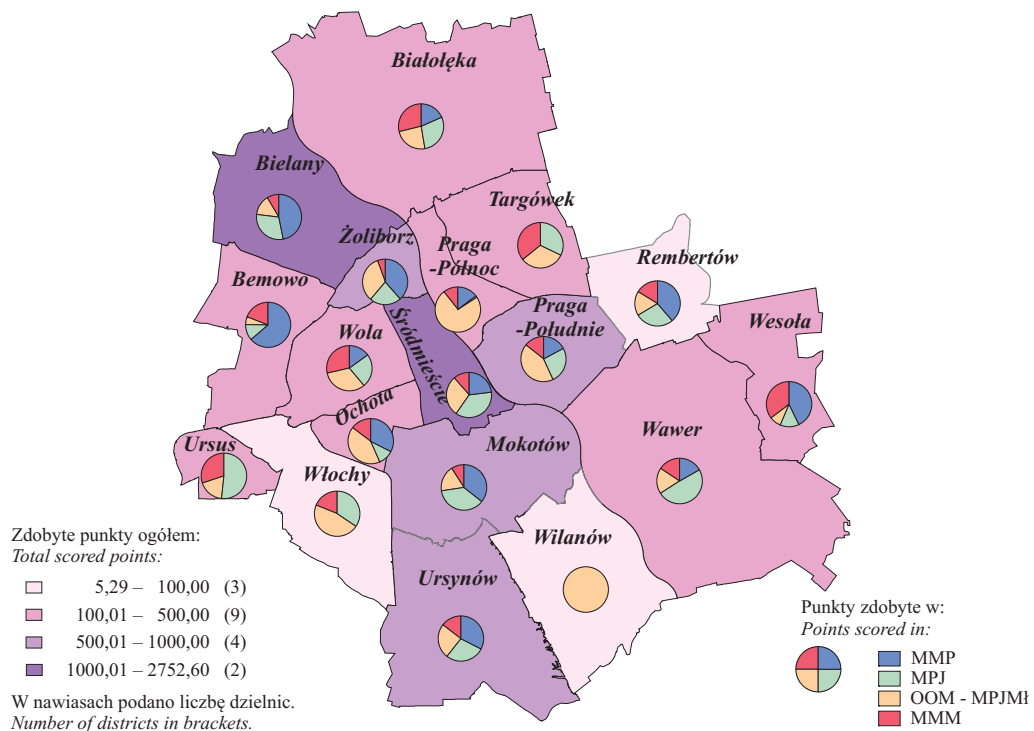 Białołęka
Bielany
Targówek
Żoliborz
Praga
-Północ
Rembertów
Bemowo
Praga
-Południe
Wesoła
Wola
Śródmieście
Ochota
Ursus
Mokotów
Wawer
Włochy
Wilanów
Ursynów
Zdobyte punkty ogółem:
Total scored points:
5,29 – 100,00 (3)
100,01 – 500,00 (9)
500,01 – 1000,00 (4)
1000,01 – 2752,60 (2)
W nawiasach podano liczbę dzielnic.
Number of districts in brackets.
Punkty zdobyte w:
Points scored in:
MMP
MPJ
OOM - MPJMł
MMM